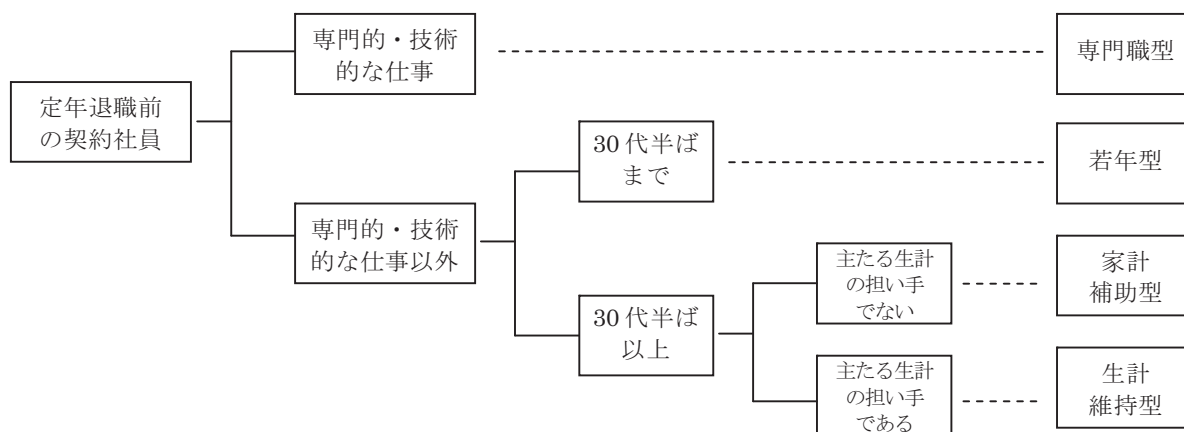 定年退職前
の契約社員
専門的・技術
的な仕事
専門職型
専門的・技術
的な仕事以外
30代半ば
まで
若年型
30代半ば
以上
主たる生計
の担い手
でない
家計
補助型
主たる生計
の担い手
である
生計
維持型